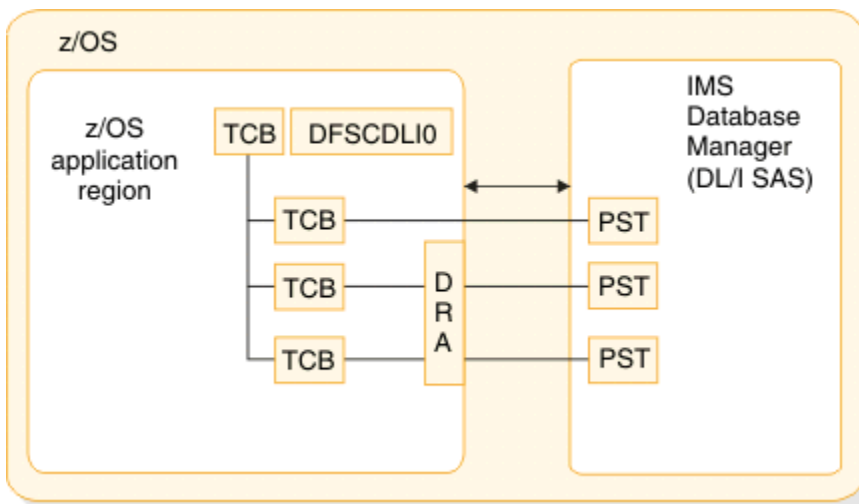 z/OS
z/OS
application
region
TCB
DFSCDLI0
TCB
TCB
TCB
D
R
A
IMS
Database
Manager
(DL/I SAS)
PST
PST
PST